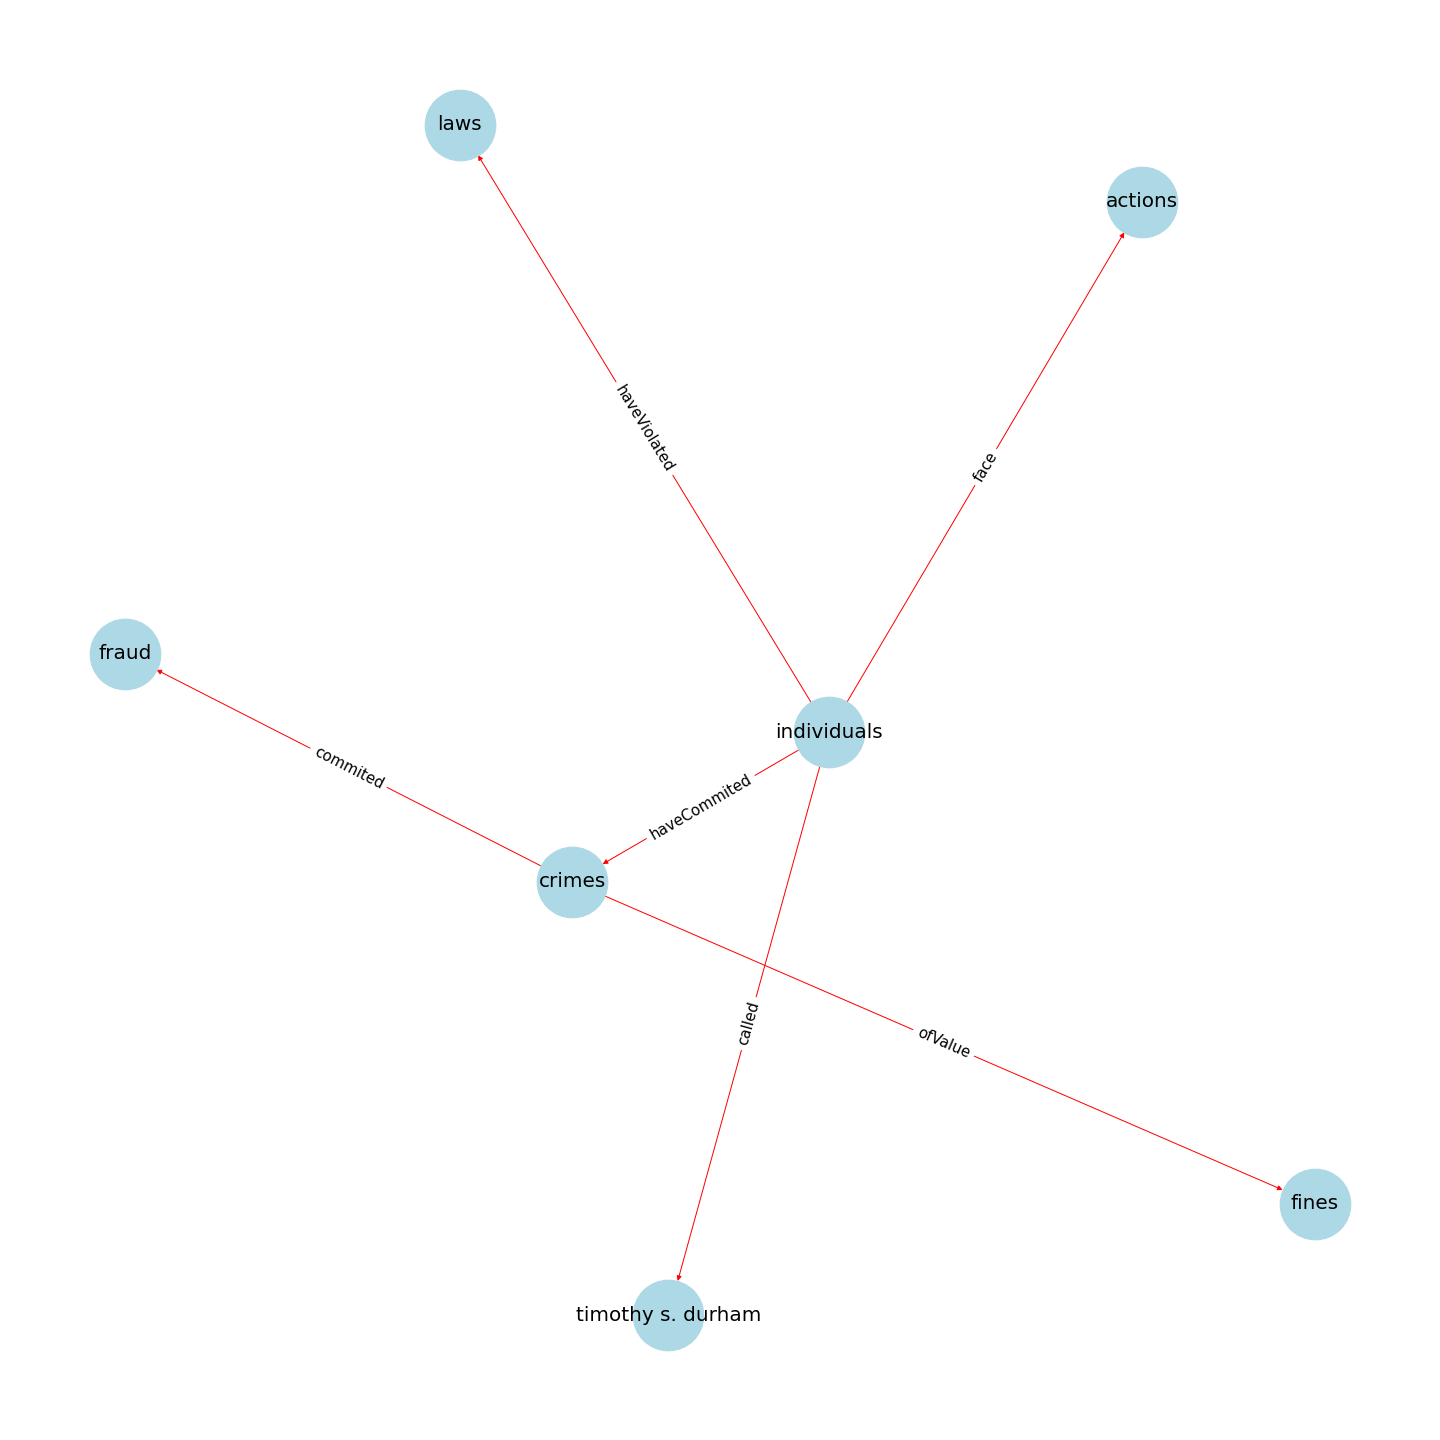 laws
actions
haveViolated
face
fraud
individuals
commited
haveCommited
crimes
called
ofValue
fines
timothy s. durham